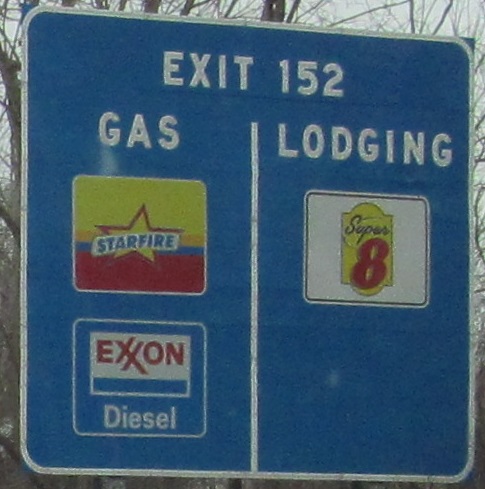 EXIT 152
GAS
LODGING
STARFIRE
Super
8
EXXON
Diesel